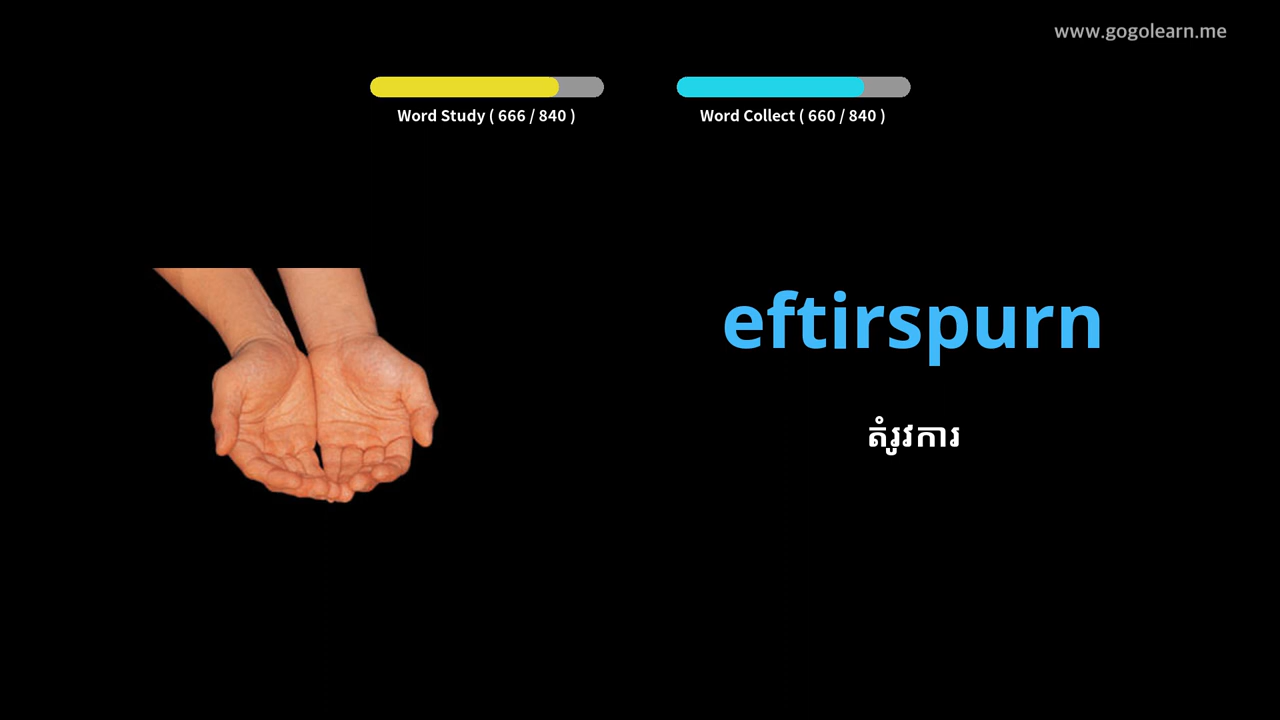 www.gogolearn.me
Word Study ( 666 / 840 )
Word Collect ( 660 / 840 )
eftirspurn
តំរូវការ